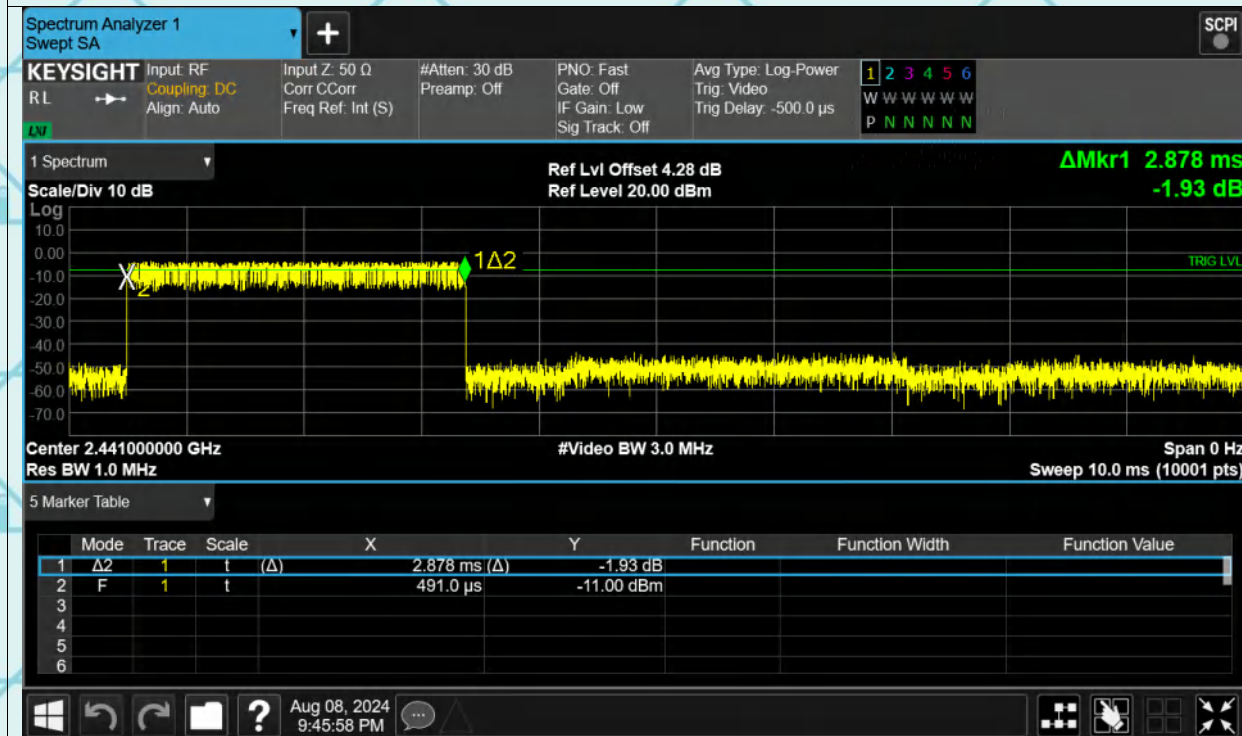 Spectrum Analyzer 1
Swept SA
+
SCPI
KEYSIGHT
RL
LXI
Input: RF
Coupling: DC
Align: Auto
Input Z: 50 Ω
Corr CCorr
Freq Ref: Int (S)
#Atten: 30 dB
Preamp: Off
PNO: Fast
Gate: Off
IF Gain: Low
Sig Track: Off
Avg Type: Log-Power
Trig: Video
Trig Delay: -500.0 µs
1 2 3 4 5 6
W W W W W W
P N N N N N
1 Spectrum
Scale/Div 10 dB
Ref Lvl Offset 4.28 dB
Ref Level 20.00 dBm
ΔMkr1 2.878 ms
-1.93 dB
Log
10.0
0.00
-10.0
-20.0
-30.0
-40.0
-50.0
-60.0
-70.0
X
2
1Δ2
TRIG LVL
Center 2.441000000 GHz
#Video BW 3.0 MHz
Span 0 Hz
Res BW 1.0 MHz
Sweep 10.0 ms (10001 pts)
5 Marker Table
Mode Trace Scale X Y Function Function Width Function Value
1 Δ2 1 t (Δ) 2.878 ms (Δ) -1.93 dB
2 F 1 t 491.0 µs -11.00 dBm
3
4
5
6
?
Aug 08, 2024
9:45:58 PM